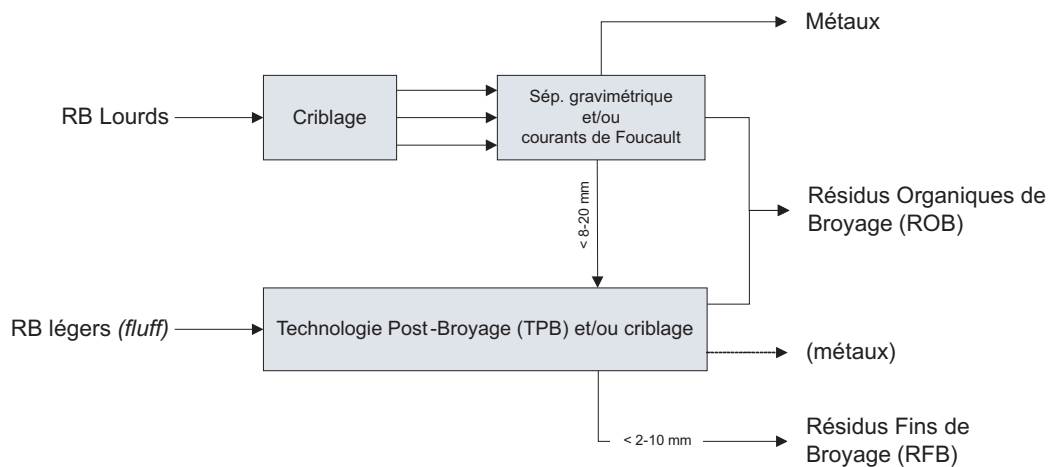 Métaux
RB Lourds
Criblage
Sép. gravimétrique
et/ou
courants de Foucault
< 8-20 mm
Résidus Organiques de
Broyage (ROB)
RB légers (fluff)
Technologie Post-Broyage (TPB) et/ou criblage
(métaux)
< 2-10 mm
Résidus Fins de
Broyage (RFB)